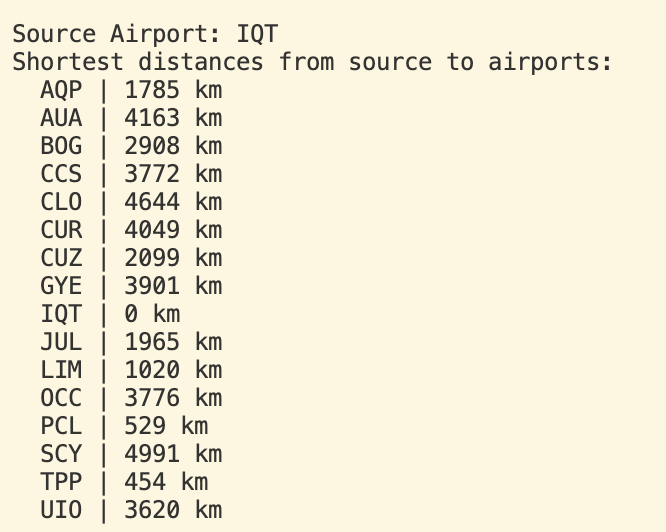 Source Airport: IQT
Shortest distances from source to airports:
  AQP | 1785 km
  AUA | 4163 km
  BOG | 2908 km
  CCS | 3772 km
  CLO | 4644 km
  CUR | 4049 km
  CUZ | 2099 km
  GYE | 3901 km
  IQT | 0 km
  JUL | 1965 km
  LIM | 1020 km
  OCC | 3776 km
  PCL | 529 km
  SCY | 4991 km
  TPP | 454 km
  UIO | 3620 km